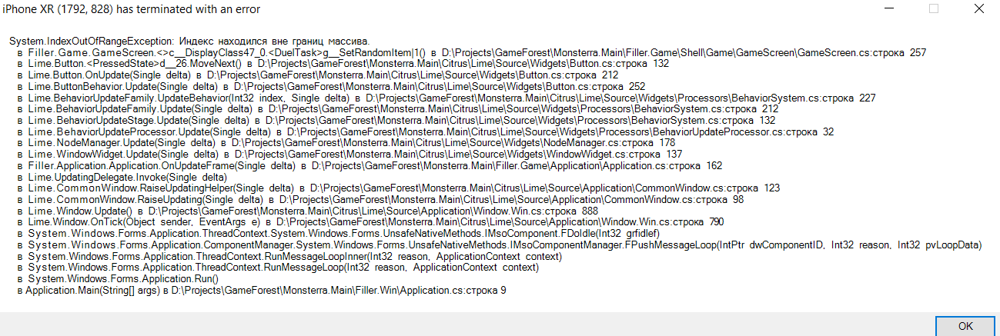 iPhone XR (1792, 828) has terminated with an error
System.IndexOutOfRangeException: Индекс находился вне границ массива.
в Filler.Game.GameScreen.<>c__DisplayClass47_0.<DuelTask>g__SetRandomItem|1() в D:\Projects\GameForest\Monsterra.Main\Filler.Game\Shell\Game\GameScreen\GameScreen.cs:строка 257
в Lime.Button.<PressedState>d__26.MoveNext() в D:\Projects\GameForest\Monsterra.Main\Citrus\Lime\Source\Widgets\Button.cs:строка 132
в Lime.Button.OnUpdate(Single delta) в D:\Projects\GameForest\Monsterra.Main\Citrus\Lime\Source\Widgets\Button.cs:строка 212
в Lime.ButtonBehavior.Update(Single delta) в D:\Projects\GameForest\Monsterra.Main\Citrus\Lime\Source\Widgets\Button.cs:строка 252
в Lime.BehaviorUpdateFamily.UpdateBehavior(Int32 index, Single delta) в D:\Projects\GameForest\Monsterra.Main\Citrus\Lime\Source\Widgets\Processors\BehaviorSystem.cs:строка 227
в Lime.BehaviorUpdateFamily.Update(Single delta) в D:\Projects\GameForest\Monsterra.Main\Citrus\Lime\Source\Widgets\Processors\BehaviorSystem.cs:строка 212
в Lime.BehaviorUpdateStage.Update(Single delta) в D:\Projects\GameForest\Monsterra.Main\Citrus\Lime\Source\Widgets\Processors\BehaviorSystem.cs:строка 132
в Lime.BehaviorUpdateProcessor.Update(Single delta) в D:\Projects\GameForest\Monsterra.Main\Citrus\Lime\Source\Widgets\Processors\BehaviorUpdateProcessor.cs:строка 32
в Lime.NodeManager.Update(Single delta) в D:\Projects\GameForest\Monsterra.Main\Citrus\Lime\Source\Widgets\NodeManager.cs:строка 178
в Lime.WindowWidget.Update(Single delta) в D:\Projects\GameForest\Monsterra.Main\Citrus\Lime\Source\Widgets\WindowWidget.cs:строка 137
в Filler.Application.Application.OnUpdateFrame(Single delta) в D:\Projects\GameForest\Monsterra.Main\Filler.Game\Application\Application.cs:строка 162
в Lime.UpdatingDelegate.Invoke(Single delta)
в Lime.CommonWindow.RaiseUpdatingHelper(Single delta) в D:\Projects\GameForest\Monsterra.Main\Citrus\Lime\Source\Application\CommonWindow.cs:строка 123
в Lime.CommonWindow.RaiseUpdating(Single delta) в D:\Projects\GameForest\Monsterra.Main\Citrus\Lime\Source\Application\CommonWindow.cs:строка 98
в Lime.Window.Update() в D:\Projects\GameForest\Monsterra.Main\Citrus\Lime\Source\Application\Window.Win.cs:строка 888
в Lime.Window.OnTick(Object sender, EventArgs e) в D:\Projects\GameForest\Monsterra.Main\Citrus\Lime\Source\Application\Window.Win.cs:строка 790
в System.Windows.Forms.Application.ThreadContext.System.Windows.Forms.UnsafeNativeMethods.IMsoComponent.FDoIdle(Int32 grfidlef)
в System.Windows.Forms.Application.ComponentManager.System.Windows.Forms.UnsafeNativeMethods.IMsoComponentManager.FPushMessageLoop(IntPtr dwComponentID, Int32 reason, Int32 pvLoopData)
в System.Windows.Forms.Application.ThreadContext.RunMessageLoopInner(Int32 reason, ApplicationContext context)
в System.Windows.Forms.Application.ThreadContext.RunMessageLoop(Int32 reason, ApplicationContext context)
в System.Windows.Forms.Application.Run()
в Application.Main(String[] args) в D:\Projects\GameForest\Monsterra.Main\Filler.Win\Application.cs:строка 9
OK